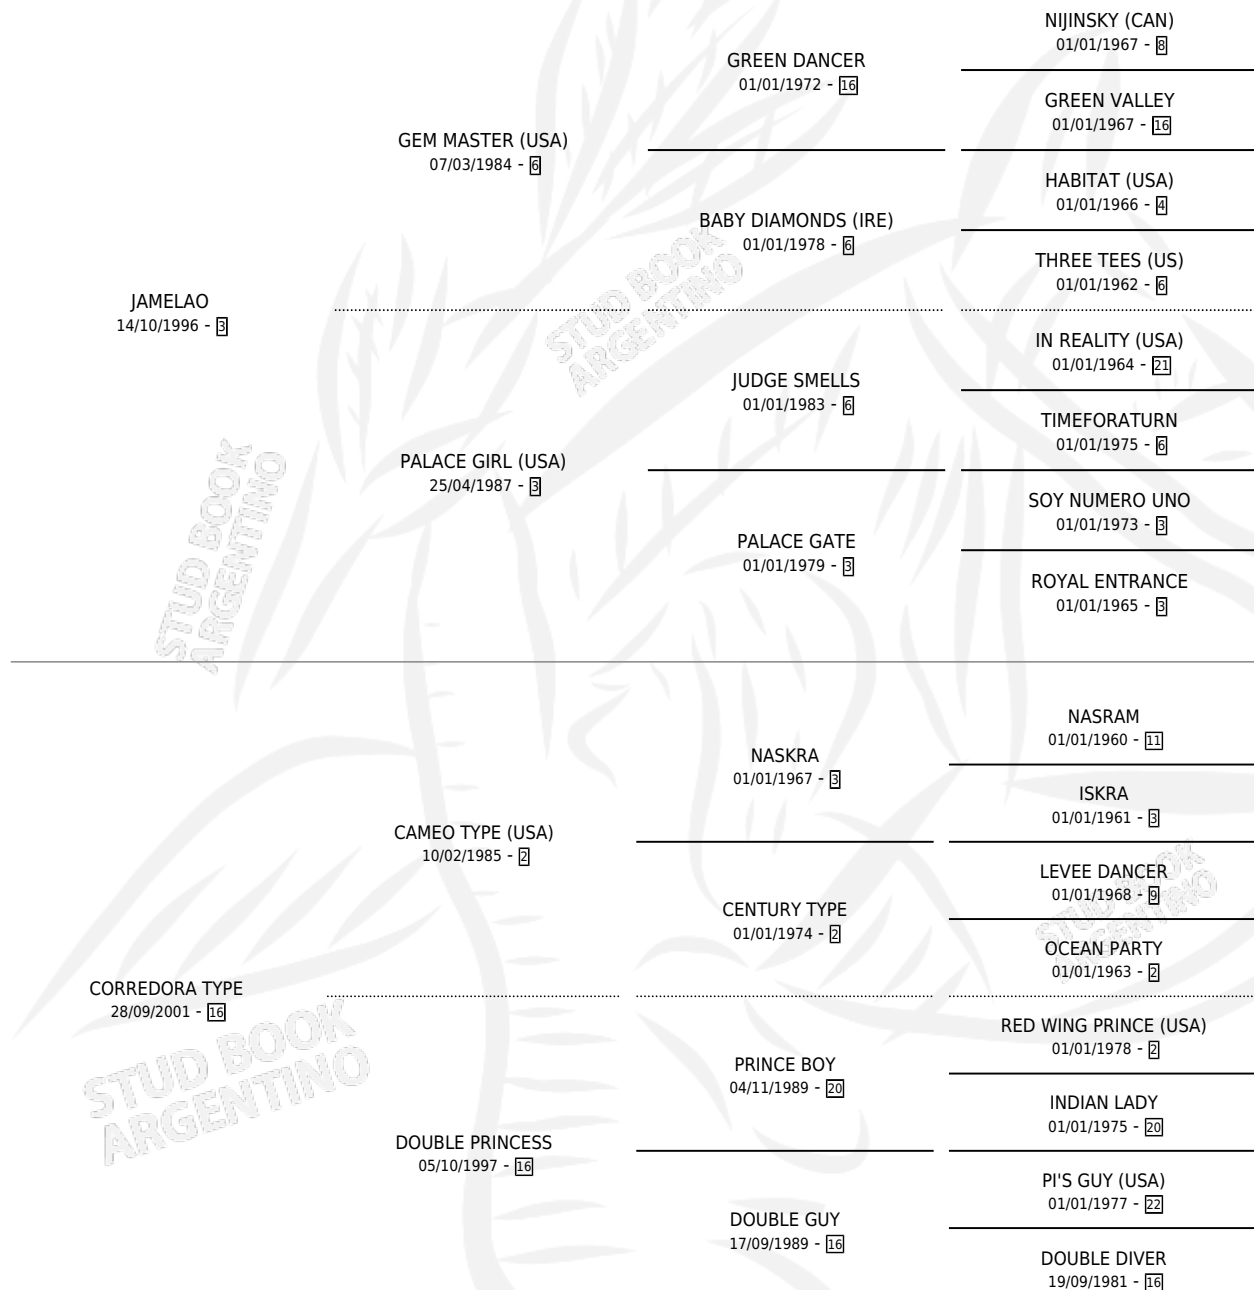 NIJINSKY (CAN)
01/01/1967 - 8
GREEN DANCER
01/01/1972 - 16
GREEN VALLEY
01/01/1967 - 16
GEM MASTER (USA)
07/03/1984 - 6
HABITAT (USA)
01/01/1966 - 4
BABY DIAMONDS (IRE)
01/01/1978 - 6
THREE TEES (US)
01/01/1962 - 6
JAMELAO
14/10/1996 - 3
IN REALITY (USA)
01/01/1964 - 21
JUDGE SMELLS
01/01/1983 - 6
TIMEFORATURN
01/01/1975 - 6
PALACE GIRL (USA)
25/04/1987 - 3
SOY NUMERO UNO
01/01/1973 - 3
PALACE GATE
01/01/1979 - 3
ROYAL ENTRANCE
01/01/1965 - 3
NASRAM
01/01/1960 - 11
NASKRA
01/01/1967 - 3
ISKRA
01/01/1961 - 3
CAMEO TYPE (USA)
10/02/1985 - 2
LEVEE DANCER
01/01/1968 - 9
CENTURY TYPE
01/01/1974 - 2
OCEAN PARTY
01/01/1963 - 2
CORREDORA TYPE
28/09/2001 - 16
RED WING PRINCE (USA)
01/01/1978 - 2
PRINCE BOY
04/11/1989 - 20
INDIAN LADY
01/01/1975 - 20
DOUBLE PRINCESS
05/10/1997 - 16
PI'S GUY (USA)
01/01/1977 - 22
DOUBLE GUY
17/09/1989 - 16
DOUBLE DIVER
19/09/1981 - 16
STUD BOOK
ARGENTINO
STUD BOOK
ARGENTINO
STUD BOOK
ARGENTINO
STUD BOOK
ARGENTINO